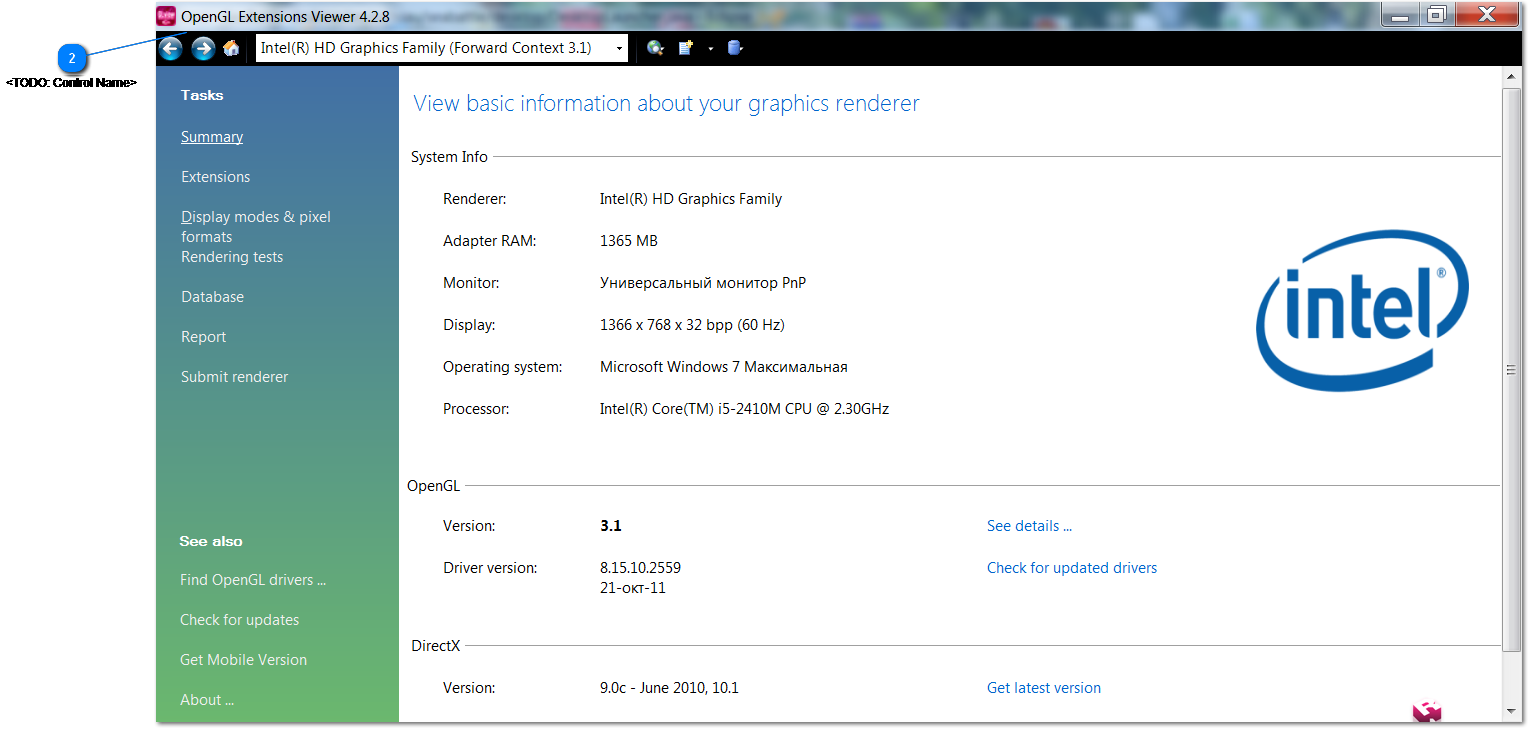 OpenGL Extensions Viewer 4.2.8
2
<TODO: Control Name>
Intel(R) HD Graphics Family (Forward Context 3.1)
Tasks
Summary
Extensions
Display modes & pixel
formats
Rendering tests
Database
Report
Submit renderer
See also
Find OpenGL drivers ...
Check for updates
Get Mobile Version
About ...
View basic information about your graphics renderer
System Info
Renderer: Intel(R) HD Graphics Family
Adapter RAM: 1365 MB
Monitor: Универсальный монитор PnP
Display: 1366 x 768 x 32 bpp (60 Hz)
Operating system: Microsoft Windows 7 Максимальная
Processor: Intel(R) Core(TM) i5-2410M CPU @ 2.30GHz
intel®
OpenGL
Version: 3.1 See details ...
Driver version: 8.15.10.2559 Check for updated drivers
21-окт-11
DirectX
Version: 9.0c - June 2010, 10.1 Get latest version